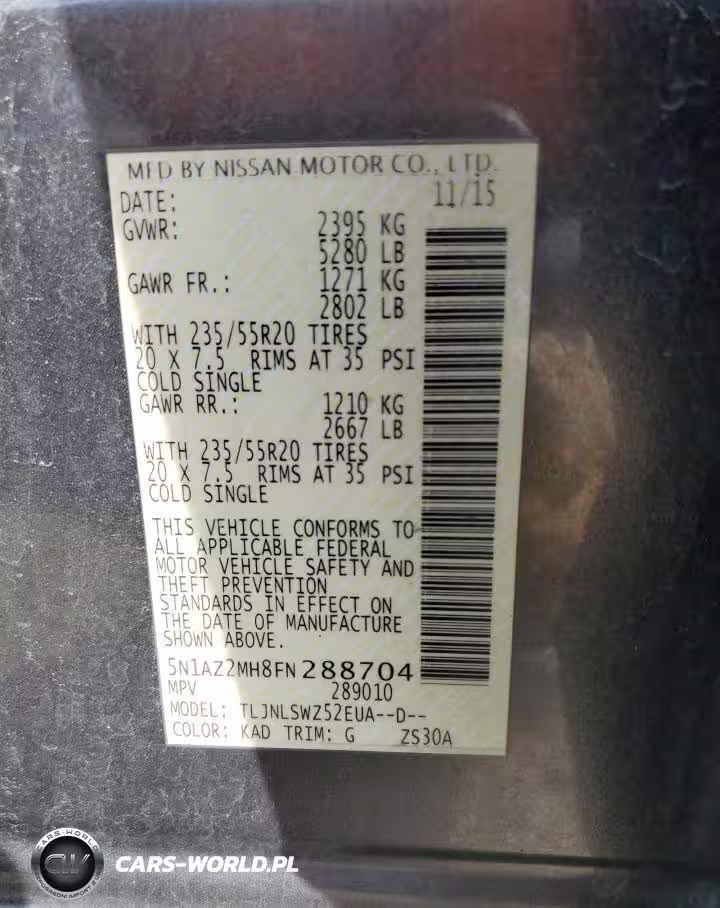 MFD BY NISSAN MOTOR CO., LTD.
DATE: 11/15
GVWR: 2395 KG
5280 LB
GAWR FR.: 1271 KG
2802 LB
WITH 235/55R20 TIRES
20 X 7.5 RIMS AT 35 PSI
COLD SINGLE
GAWR RR.: 1210 KG
2667 LB
WITH 235/55R20 TIRES
20 X 7.5 RIMS AT 35 PSI
COLD SINGLE
THIS VEHICLE CONFORMS TO
ALL APPLICABLE FEDERAL
MOTOR VEHICLE SAFETY AND
THEFT PREVENTION
STANDARDS IN EFFECT ON
THE DATE OF MANUFACTURE
SHOWN ABOVE.
5N1AZ2MH8FN288704
MPV 289010
MODEL: TLJNLSWZ52EUA--D--
COLOR: KAD TRIM: G ZS30A
CARS-WORLD
CW
CARS-WORLD.PL